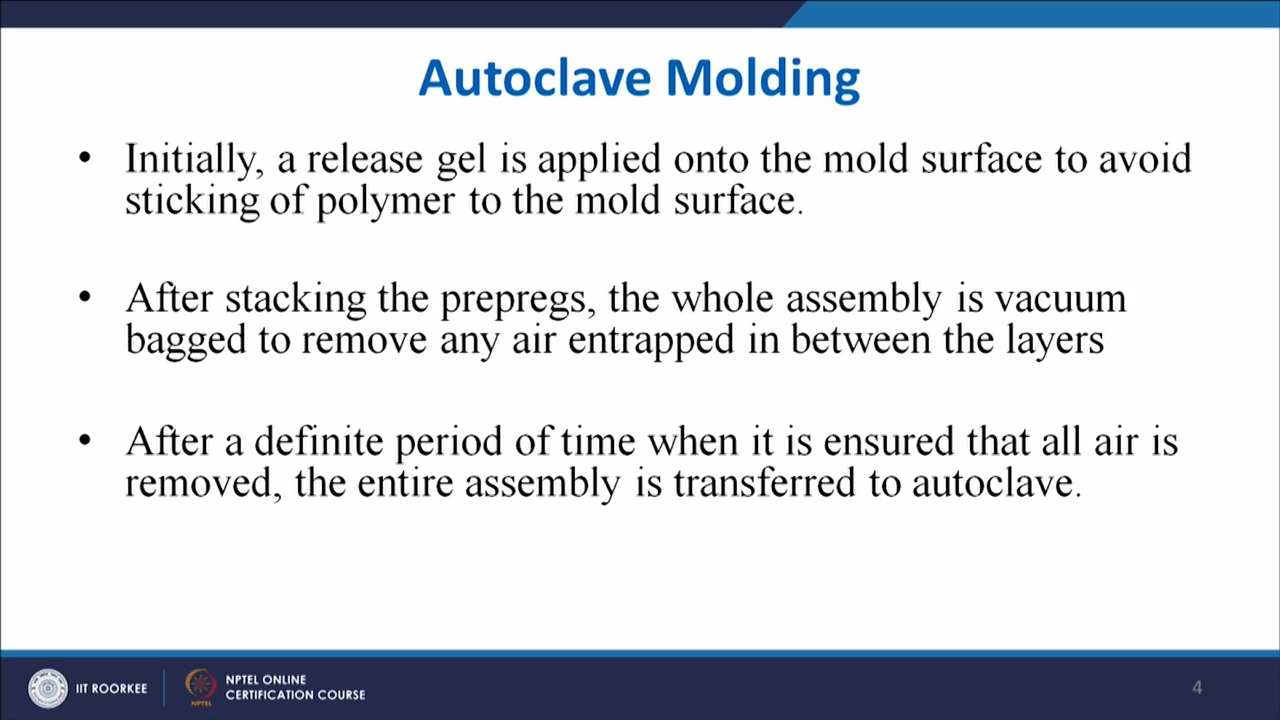 Autoclave Molding
• Initially, a release gel is applied onto the mold surface to avoid
sticking of polymer to the mold surface.
• After stacking the prepregs, the whole assembly is vacuum
bagged to remove any air entrapped in between the layers
• After a definite period of time when it is ensured that all air is
removed, the entire assembly is transferred to autoclave.
IIT ROORKEE
NPTEL
NPTEL ONLINE
CERTIFICATION COURSE
4